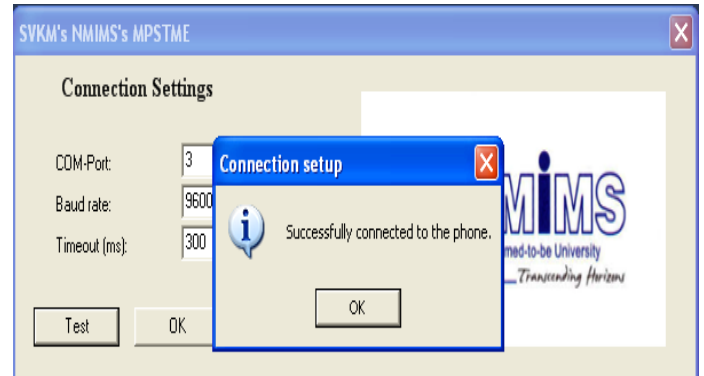 SVKM's NMIMS's MPSTME
Connection Settings
COM-Port: 3
Baud rate: 9600
Timeout (ms): 300
Test OK
Connection setup
Successfully connected to the phone.
OK
MIMS
med-to-be University
Transcending Horizons